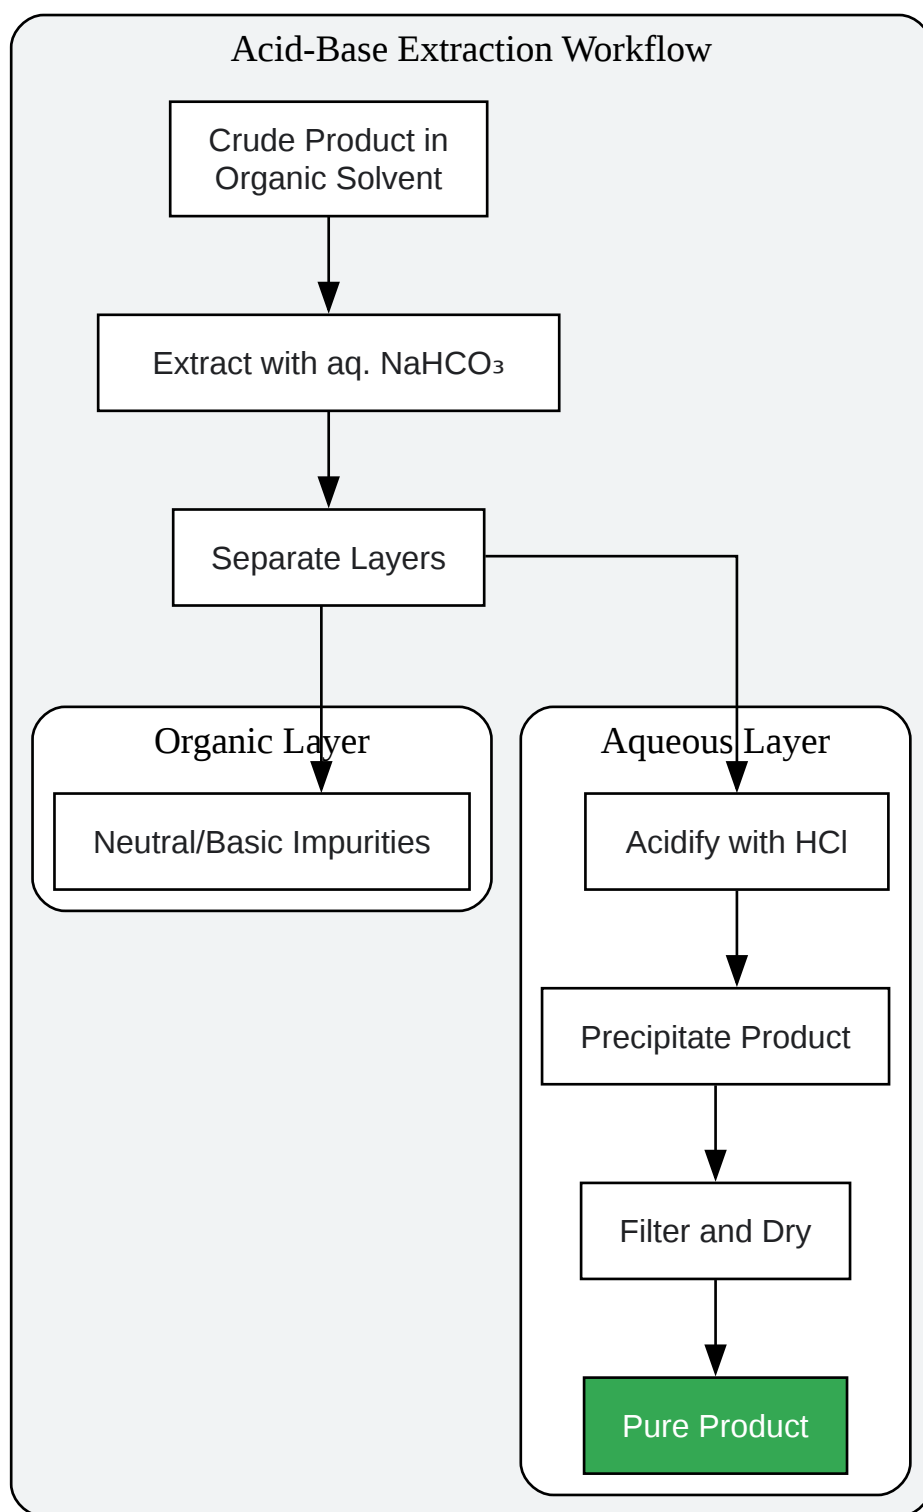 Acid-Base Extraction Workflow
Crude Product in
Organic Solvent
Extract with aq. NaHCO₃
Separate Layers
Organic Layer
Neutral/Basic Impurities
Aqueous Layer
Acidify with HCl
Precipitate Product
Filter and Dry
Pure Product